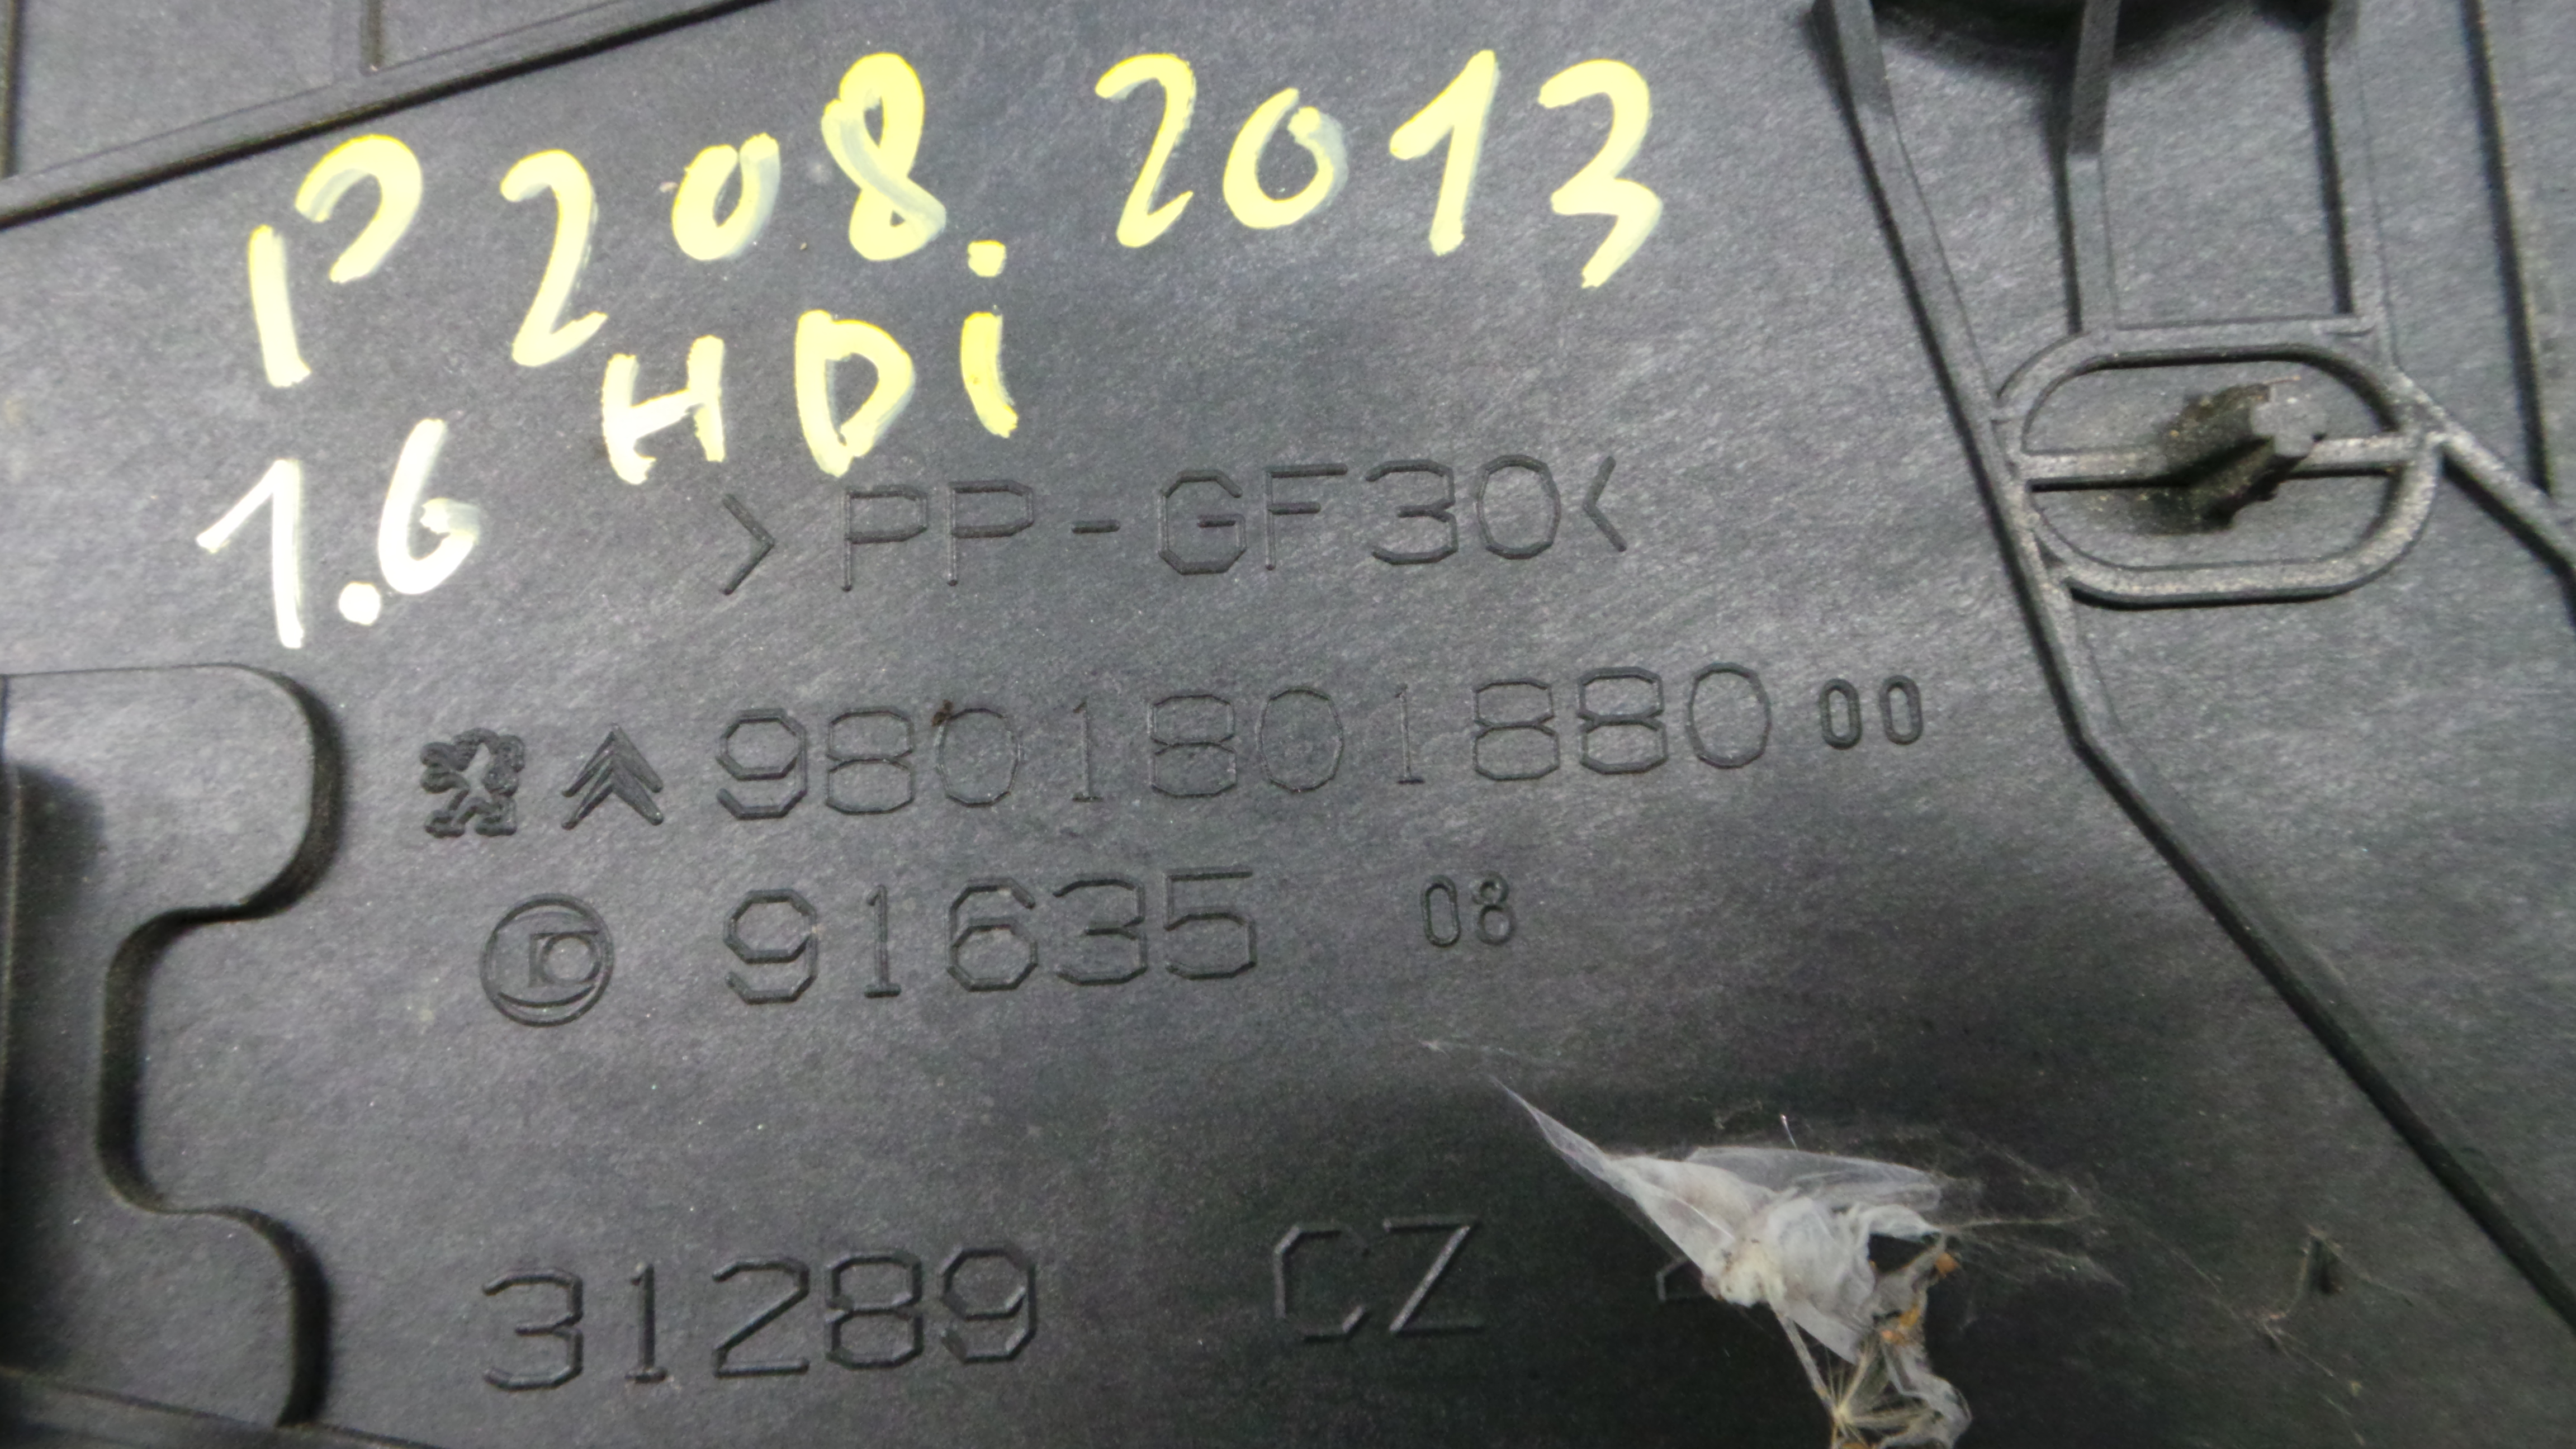 P 208. 2013
1.6 HDi
>PP-GF30<
9801801880 00
91635 08
31289 CZ